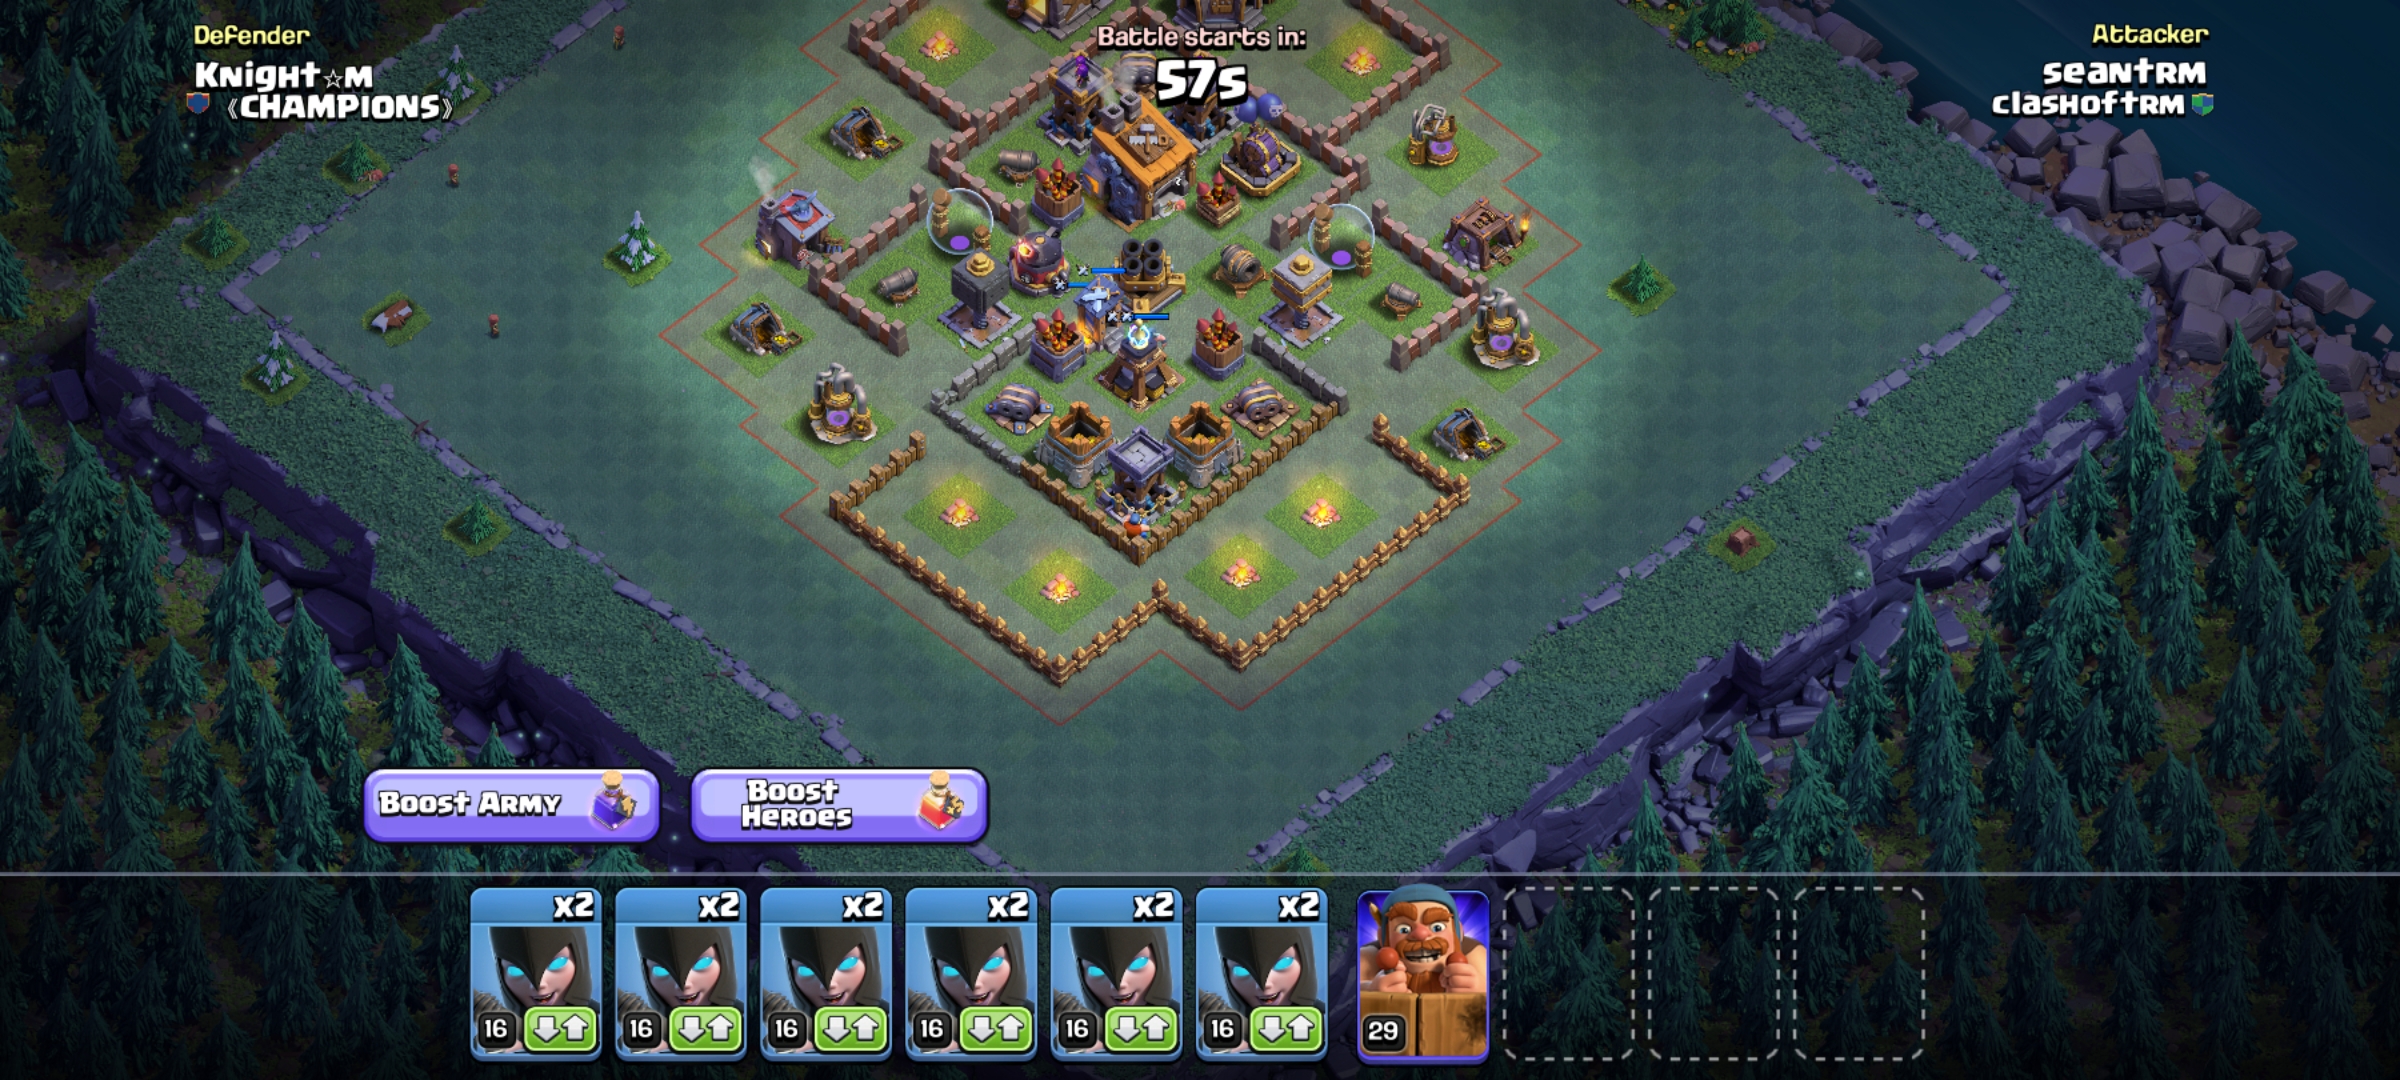 Defender
Knight☆M
《CHAMPIONS》
Battle starts in:
57s
Attacker
seantRM
clashoftRM
Boost Army
Boost
Heroes
x2
x2
x2
x2
x2
x2
16
16
16
16
16
16
29